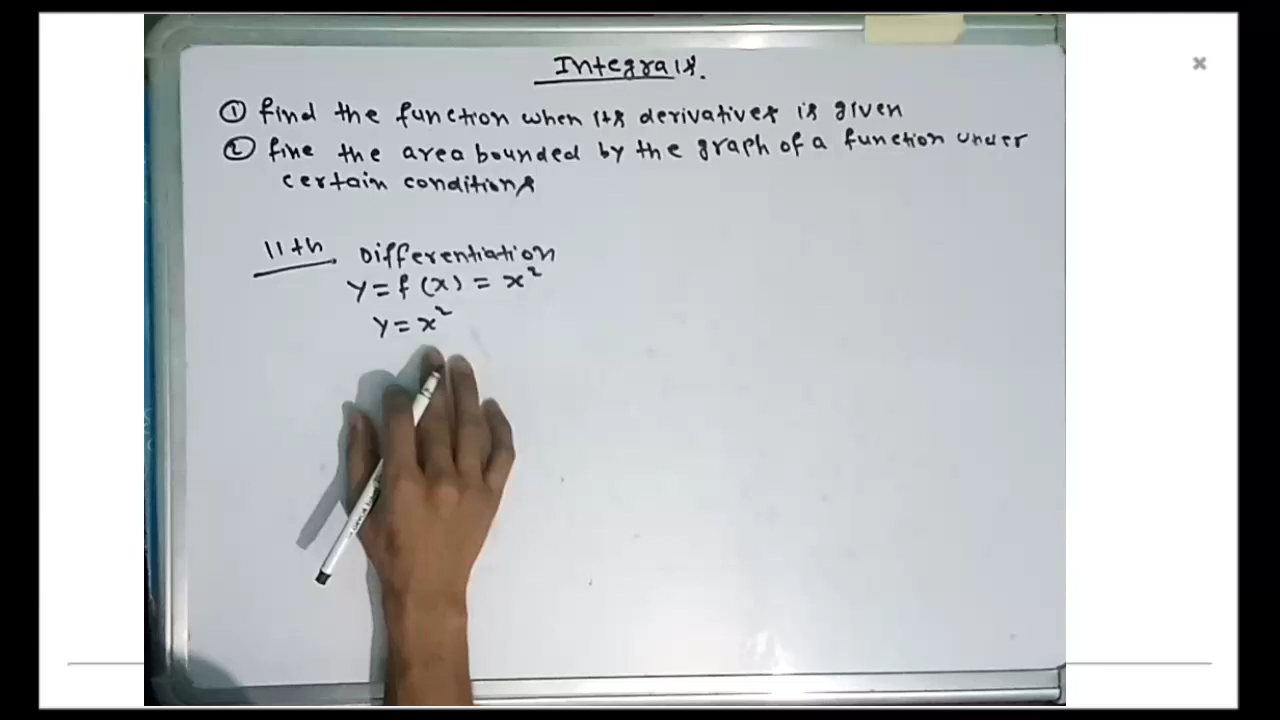 Integrals.
① find the function when its derivatives is given
② fine the area bounded by the graph of a function under
certain conditions
11th Differentiation
y = f(x) = x²
y = x²